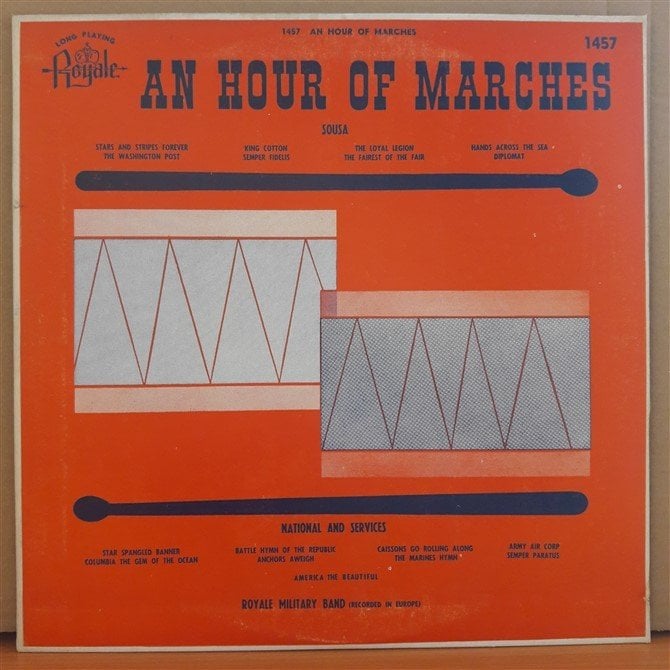 1457 AN HOUR OF MARCHES
1457
LONG PLAYING
Royale
AN HOUR OF MARCHES
SOUSA
STARS AND STRIPES FOREVER
THE WASHINGTON POST
KING COTTON
SEMPER FIDELIS
THE LOYAL LEGION
THE FAIREST OF THE FAIR
HANDS ACROSS THE SEA
DIPLOMAT
NATIONAL AND SERVICES
STAR SPANGLED BANNER
COLUMBIA THE GEM OF THE OCEAN
BATTLE HYMN OF THE REPUBLIC
ANCHORS AWEIGH
CAISSONS GO ROLLING ALONG
THE MARINES HYMN
ARMY AIR CORP
SEMPER PARATUS
AMERICA THE BEAUTIFUL
ROYALE MILITARY BAND (RECORDED IN EUROPE)